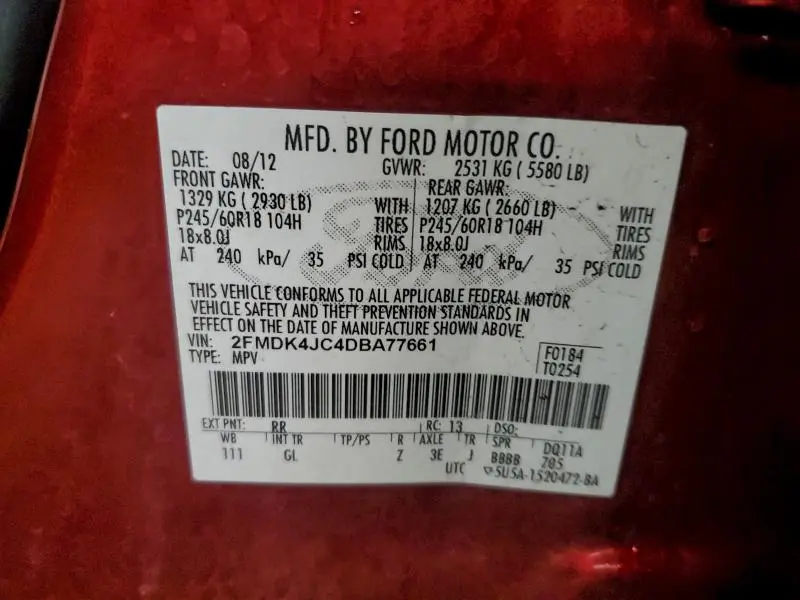 MFD. BY FORD MOTOR CO.
DATE: 08/12 GVWR: 2531 KG ( 5580 LB)
FRONT GAWR: REAR GAWR:
1329 KG ( 2930 LB) WITH 1207 KG ( 2660 LB) WITH
P245/60R18 104H TIRES P245/60R18 104H TIRES
18x8.0J RIMS 18x8.0J RIMS
AT 240 kPa/ 35 PSI COLD AT 240 kPa/ 35 PSI COLD
THIS VEHICLE CONFORMS TO ALL APPLICABLE FEDERAL MOTOR
VEHICLE SAFETY AND THEFT PREVENTION STANDARDS IN
EFFECT ON THE DATE OF MANUFACTURE SHOWN ABOVE.
VIN: 2FMDK4JC4DBA77661
TYPE: MPV
F0184
T0254
EXT PNT: RR RC: 13 DSO:
WB INT TR TP/PS R AXLE TR SPR DQ11A
111 GL Z 3E J BBBB 705
UTC 5U5A-1520472-BA
Ford